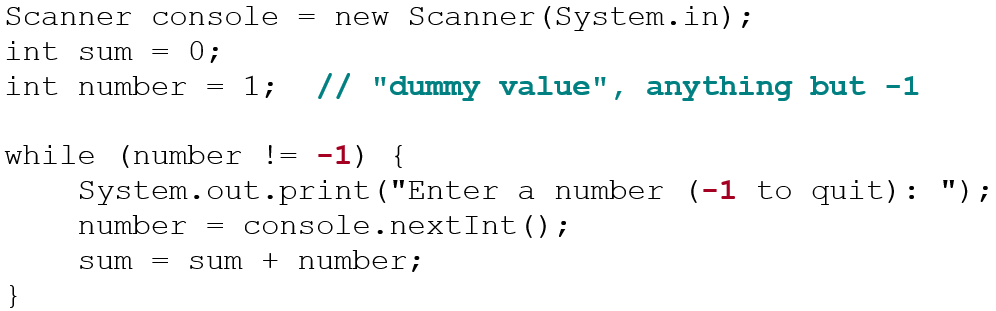 Scanner console = new Scanner(System.in);
int sum = 0;
int number = 1;  // "dummy value", anything but -1

while (number != -1) {
    System.out.print("Enter a number (-1 to quit): ");
    number = console.nextInt();
    sum = sum + number;
}